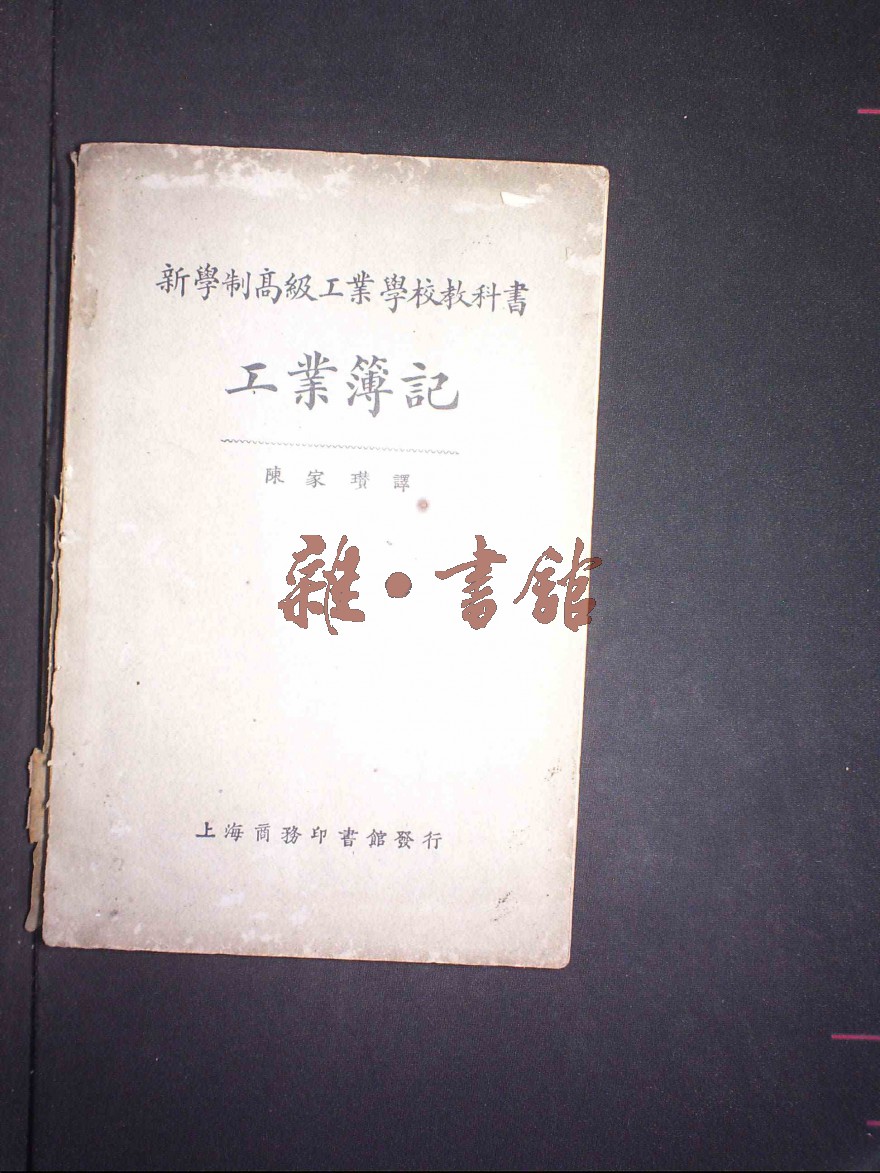 新學制高級工業學校教科書
工業簿記
陳家瓚譯
雜·書館
上海商務印書館發行